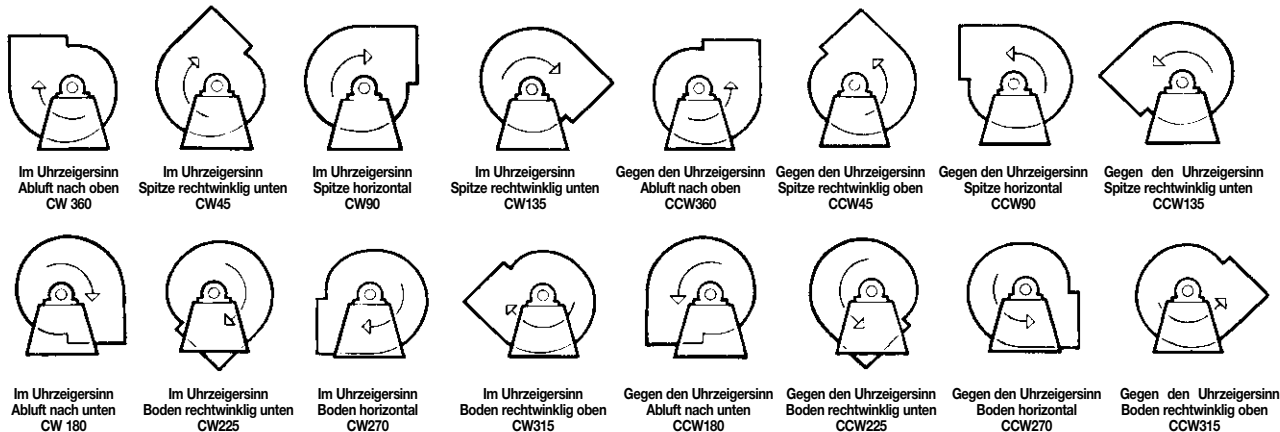 Im Uhrzeigersinn
Abluft nach oben
CW 360
Im Uhrzeigersinn
Spitze rechtwinklig unten
CW45
Im Uhrzeigersinn
Spitze horizontal
CW90
Im Uhrzeigersinn
Spitze rechtwinklig unten
CW135
Gegen den Uhrzeigersinn
Abluft nach oben
CCW360
Gegen den Uhrzeigersinn
Spitze rechtwinklig oben
CCW45
Gegen den Uhrzeigersinn
Spitze horizontal
CCW90
Gegen den Uhrzeigersinn
Spitze rechtwinklig unten
CCW135
Im Uhrzeigersinn
Abluft nach unten
CW 180
Im Uhrzeigersinn
Boden rechtwinklig unten
CW225
Im Uhrzeigersinn
Boden horizontal
CW270
Im Uhrzeigersinn
Boden rechtwinklig oben
CW315
Gegen den Uhrzeigersinn
Abluft nach unten
CCW180
Gegen den Uhrzeigersinn
Boden rechtwinklig unten
CCW225
Gegen den Uhrzeigersinn
Boden horizontal
CCW270
Gegen den Uhrzeigersinn
Boden rechtwinklig oben
CCW315